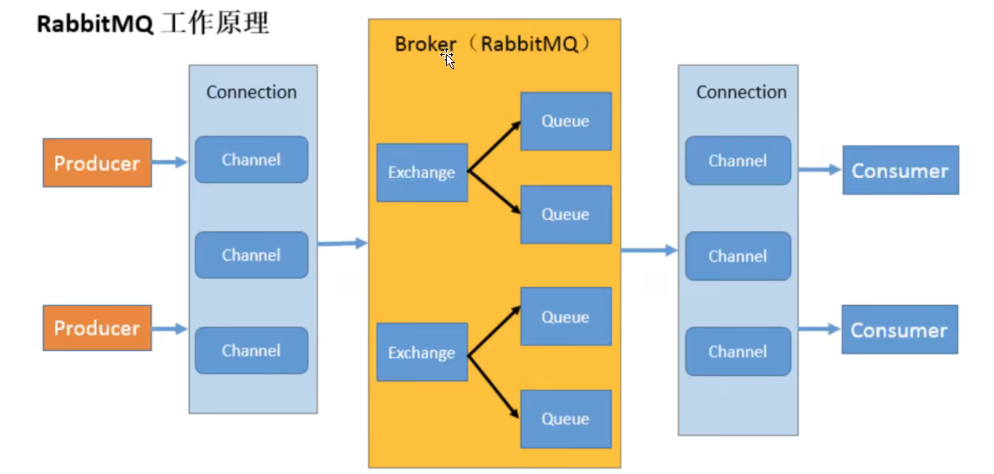 RabbitMQ 工作原理
Broker（RabbitMQ）
Connection
Connection
Producer
Producer
Channel
Channel
Channel
Exchange
Queue
Queue
Exchange
Queue
Queue
Channel
Channel
Channel
Consumer
Consumer